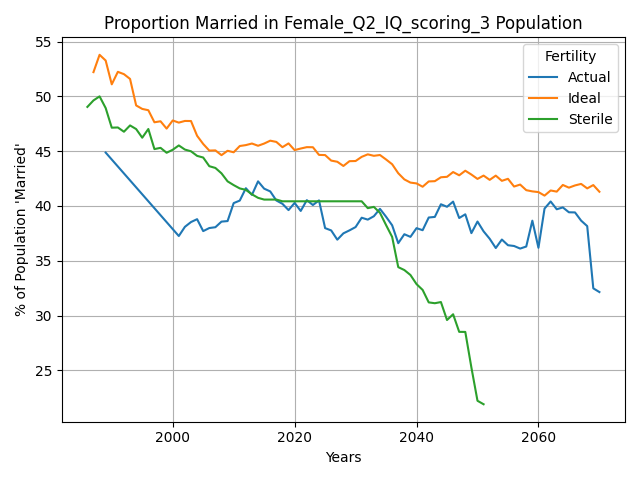 Proportion Married in Female_Q2_IQ_scoring_3 Population
% of Population 'Married'
55
50
45
40
35
30
25
2000
2020
2040
2060
Years
Fertility
Actual
Ideal
Sterile